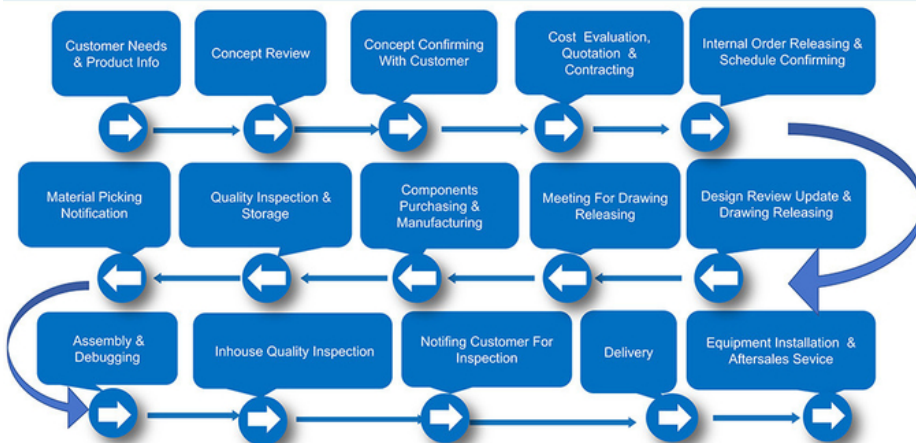 Customer Needs
& Product Info
Concept Review
Concept Confirming
With Customer
Cost Evaluation,
Quotation &
Contracting
Internal Order Releasing &
Schedule Confirming
Material Picking
Notification
Quality Inspection &
Storage
Components
Purchasing &
Manufacturing
Meeting For Drawing
Releasing
Design Review Update &
Drawing Releasing
Assembly &
Debugging
Inhouse Quality Inspection
Notifing Customer For
Inspection
Delivery
Equipment Installation &
Aftersales Sevice